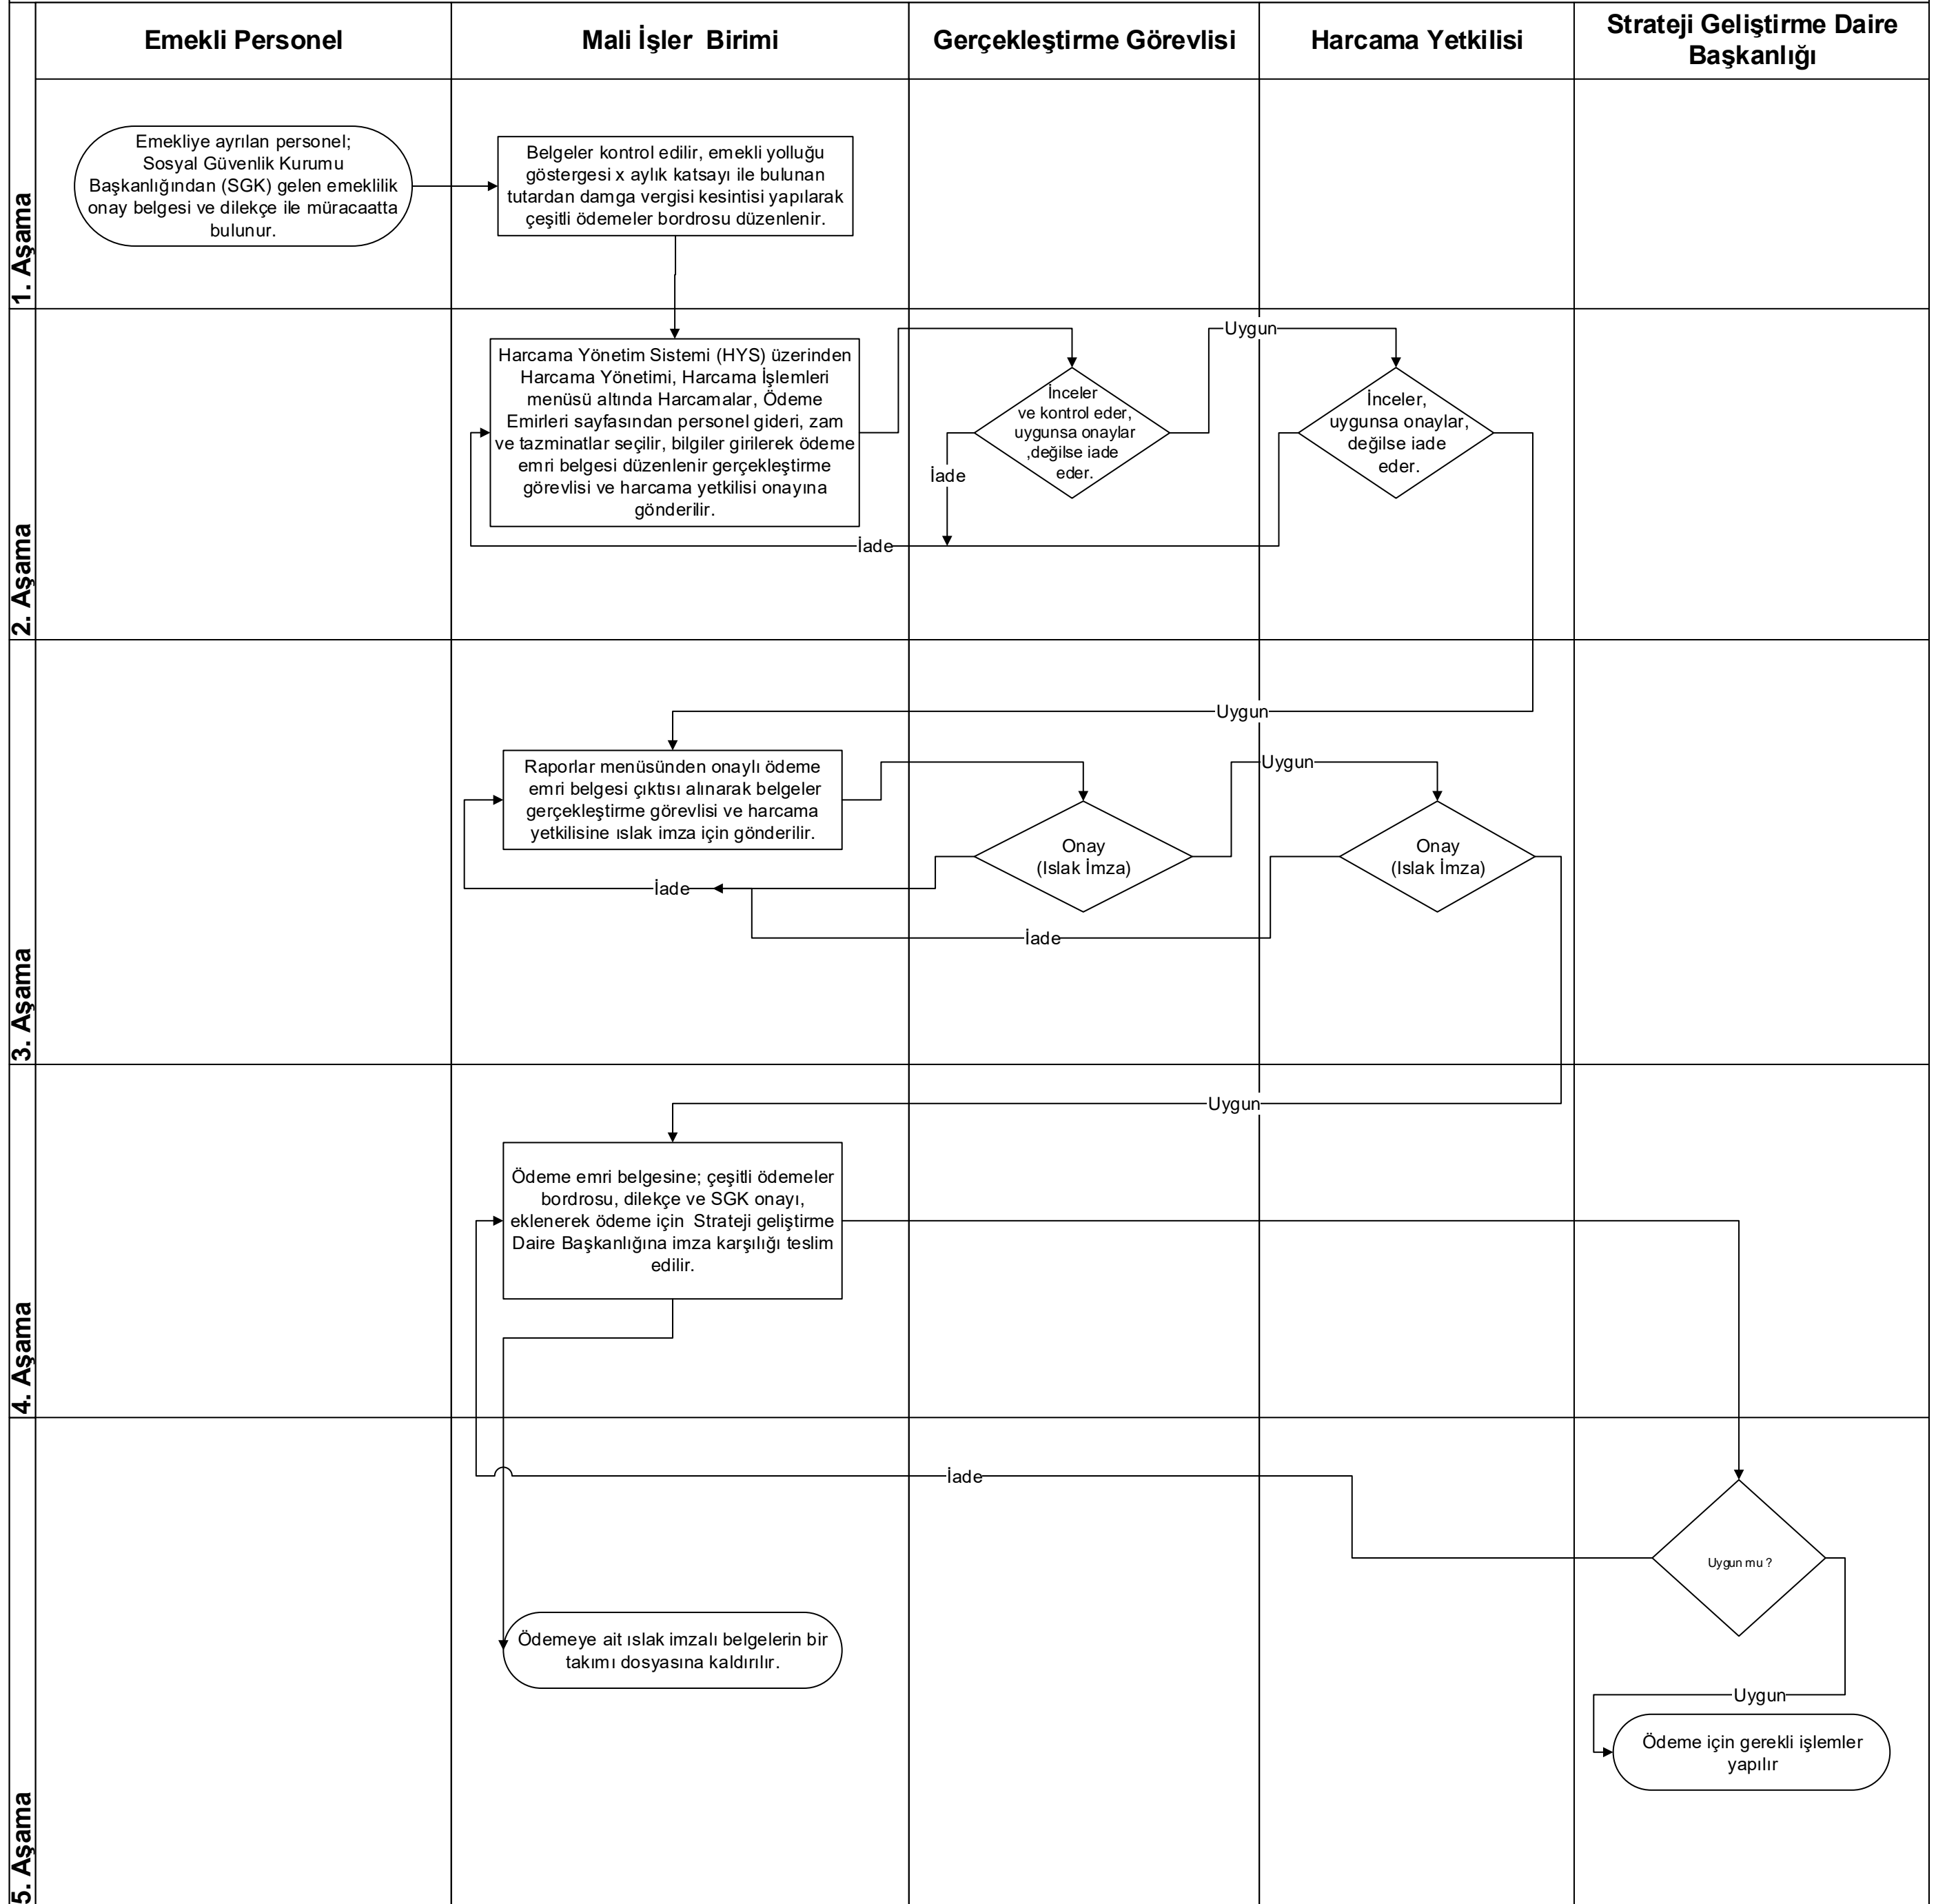 Emekli Personel
Mali İşler  Birimi
Gerçekleştirme Görevlisi
Harcama Yetkilisi
Strateji Geliştirme Daire
Başkanlığı
1. Aşama
Emekliye ayrılan personel;
Sosyal Güvenlik Kurumu
Başkanlığından (SGK) gelen emeklilik
onay belgesi ve dilekçe ile müracaatta
bulunur.
Belgeler kontrol edilir, emekli yolluğu
göstergesi x aylık katsayı ile bulunan
tutardan damga vergisi kesintisi yapılarak
çeşitli ödemeler bordrosu düzenlenir.
2. Aşama
Harcama Yönetim Sistemi (HYS) üzerinden
Harcama Yönetimi, Harcama İşlemleri
menüsü altında Harcamalar, Ödeme
Emirleri sayfasından personel gideri, zam
ve tazminatlar seçilir, bilgiler girilerek ödeme
emri belgesi düzenlenir gerçekleştirme
görevlisi ve harcama yetkilisi onayına
gönderilir.
İnceler
ve kontrol eder,
uygunsa onaylar
,değilse iade
eder.
Uygun
İnceler,
uygunsa onaylar,
değilse iade
eder.
İade
İade
3. Aşama
Uygun
Raporlar menüsünden onaylı ödeme
emri belgesi çıktısı alınarak belgeler
gerçekleştirme görevlisi ve harcama
yetkilisine ıslak imza için gönderilir.
Onay
(Islak İmza)
Uygun
Onay
(Islak İmza)
İade
İade
4. Aşama
Uygun
Ödeme emri belgesine; çeşitli ödemeler
bordrosu, dilekçe ve SGK onayı,
eklenerek ödeme için  Strateji geliştirme
Daire Başkanlığına imza karşılığı teslim
edilir.
5. Aşama
İade
Uygun mu ?
Ödemeye ait ıslak imzalı belgelerin bir
takımı dosyasına kaldırılır.
Uygun
Ödeme için gerekli işlemler
yapılır